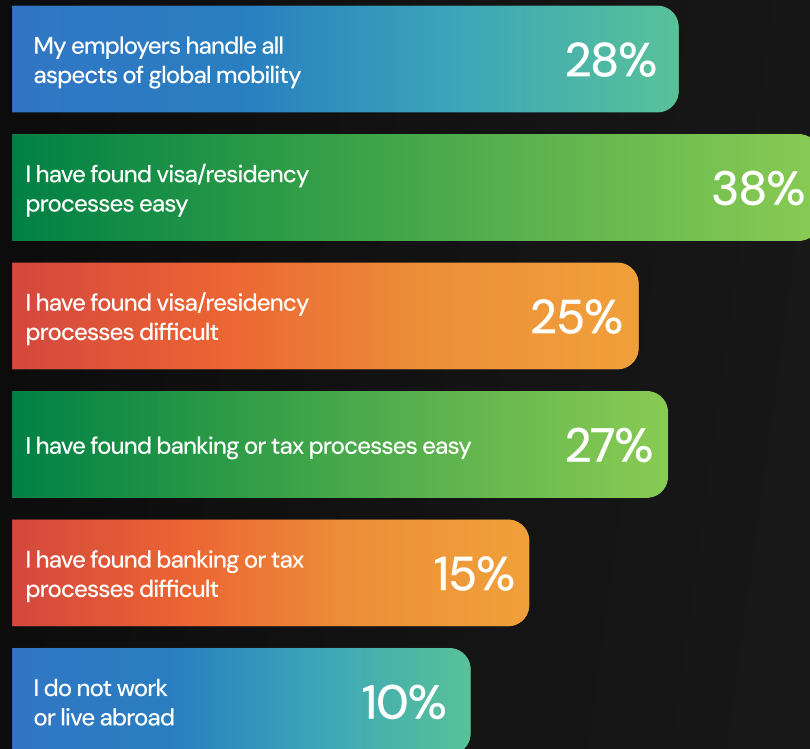 My employers handle all
aspects of global mobility
28%
I have found visa/residency
processes easy
38%
I have found visa/residency
processes difficult
25%
I have found banking or tax processes easy
27%
I have found banking or tax
processes difficult
15%
I do not work
or live abroad
10%